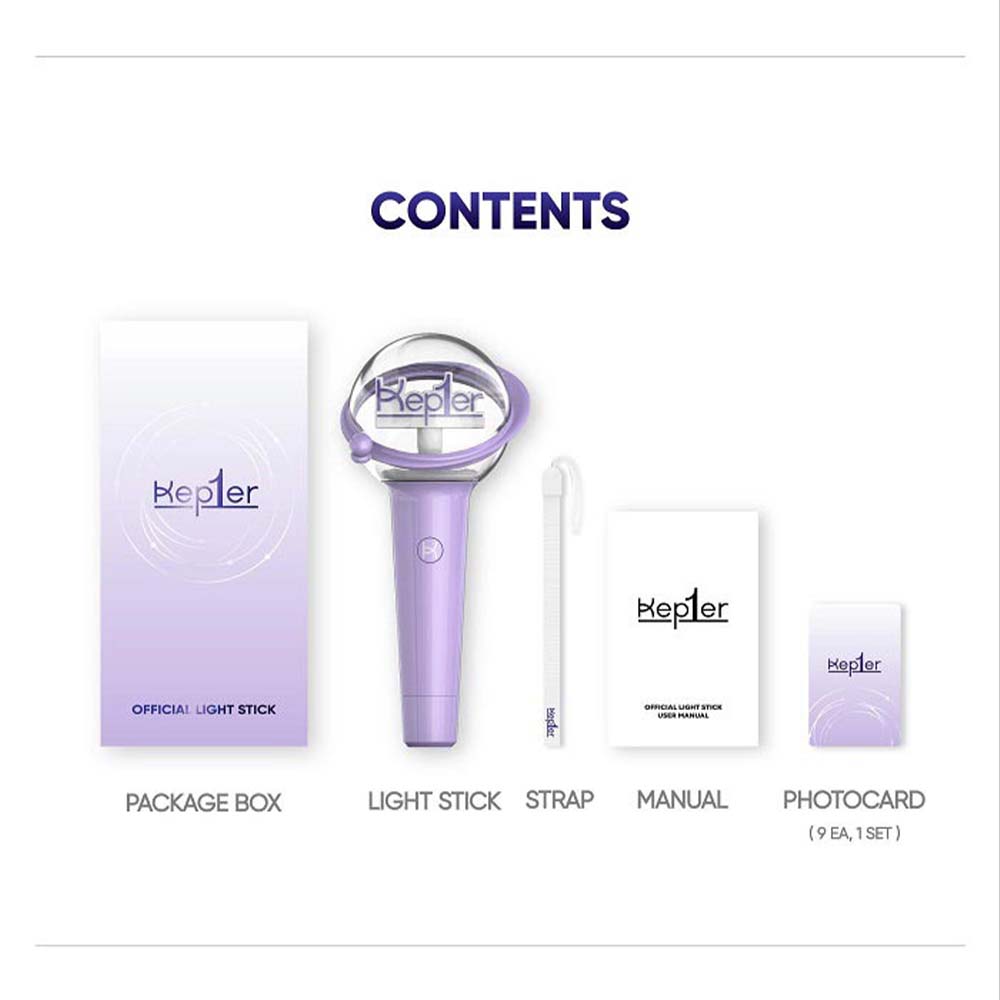 CONTENTS
Kep1er
OFFICIAL LIGHT STICK
Kep1er
K
Kep1er
Kep1er
OFFICIAL LIGHT STICK
USER MANUAL
Kep1er
PACKAGE BOX
LIGHT STICK
STRAP
MANUAL
PHOTOCARD
( 9 EA, 1 SET )